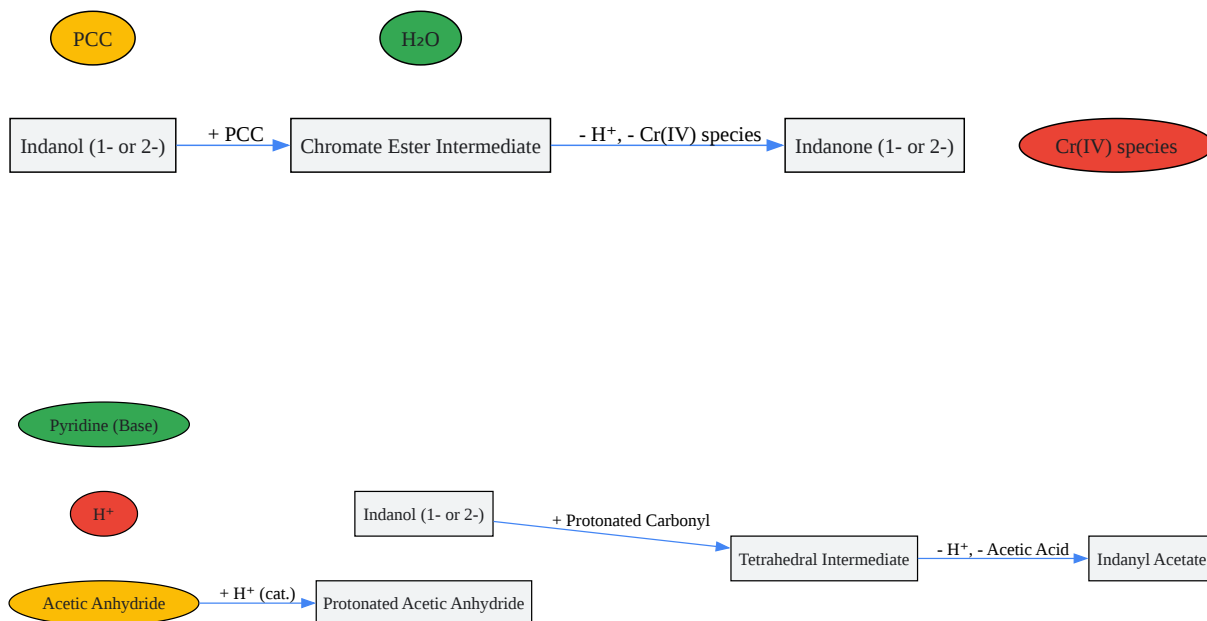 PCC
H₂O
Indanol (1- or 2-)
+ PCC
Chromate Ester Intermediate
- H⁺, - Cr(IV) species
Indanone (1- or 2-)
Cr(IV) species
Pyridine (Base)
H⁺
Indanol (1- or 2-)
+ Protonated Carbonyl
Tetrahedral Intermediate
- H⁺, - Acetic Acid
Indanyl Acetate
Acetic Anhydride
+ H⁺ (cat.)
Protonated Acetic Anhydride